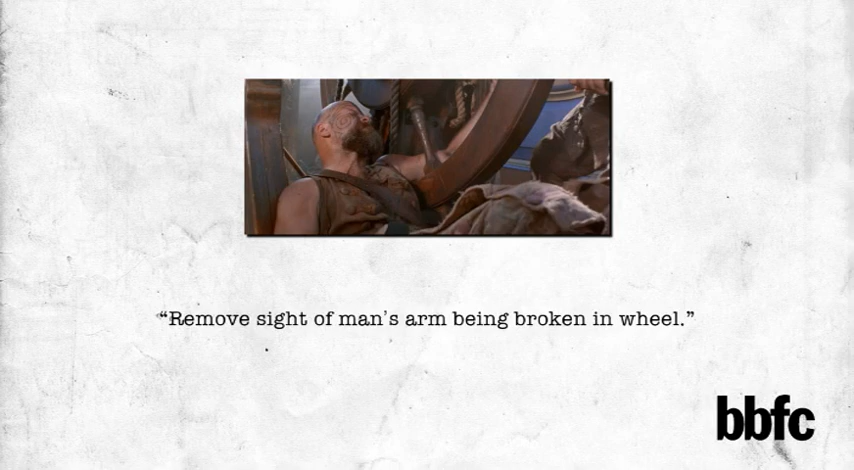 “Remove sight of man’s arm being broken in wheel.”
bbfc